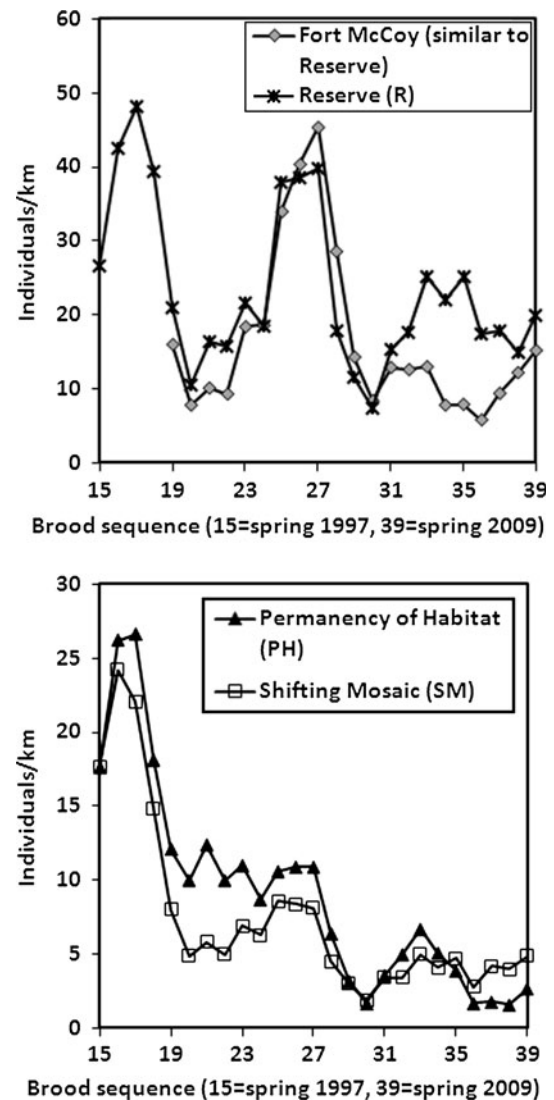 60
50
40
30
20
10
0
Individuals/km
Fort McCoy (similar to
Reserve)
Reserve (R)
15 19 23 27 31 35 39
Brood sequence (15=spring 1997, 39=spring 2009)
30
25
20
15
10
5
0
Individuals/km
Permanency of Habitat
(PH)
Shifting Mosaic (SM)
15 19 23 27 31 35 39
Brood sequence (15=spring 1997, 39=spring 2009)